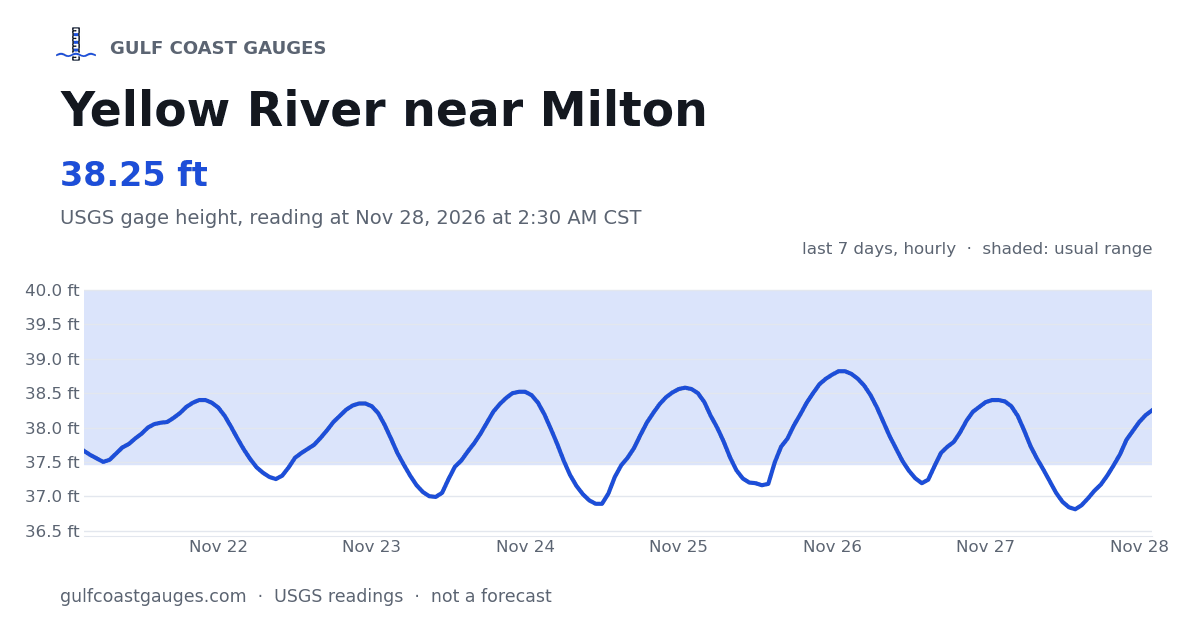 GULF COAST GAUGES
Yellow River near Milton
38.25 ft
USGS gage height, reading at Nov 28, 2026 at 2:30 AM CST
last 7 days, hourly · shaded: usual range
40.0 ft
39.5 ft
39.0 ft
38.5 ft
38.0 ft
37.5 ft
37.0 ft
36.5 ft
Nov 22 Nov 23 Nov 24 Nov 25 Nov 26 Nov 27 Nov 28
gulfcoastgauges.com · USGS readings · not a forecast